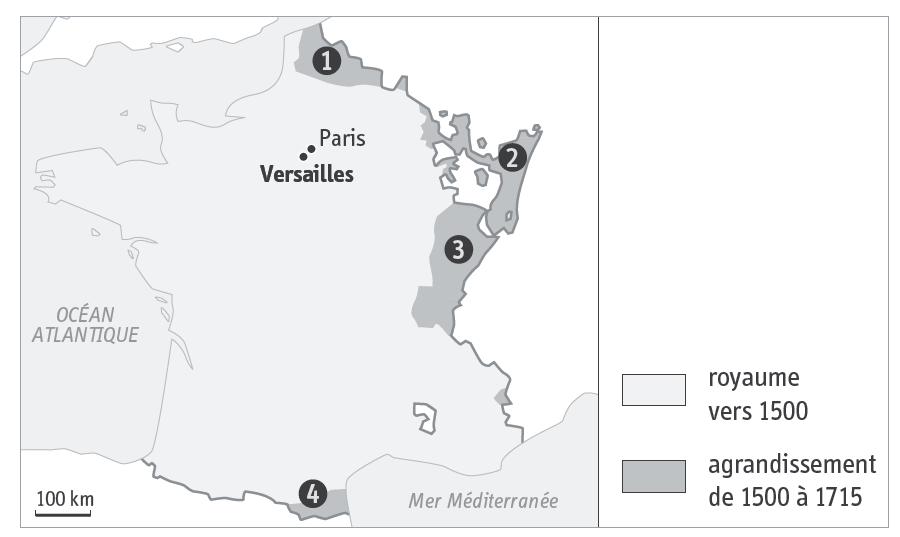 1
Paris
Versailles
2
3
OCÉAN
ATLANTIQUE
royaume
vers 1500
agrandissement
de 1500 à 1715
4
100 km
Mer Méditerranée